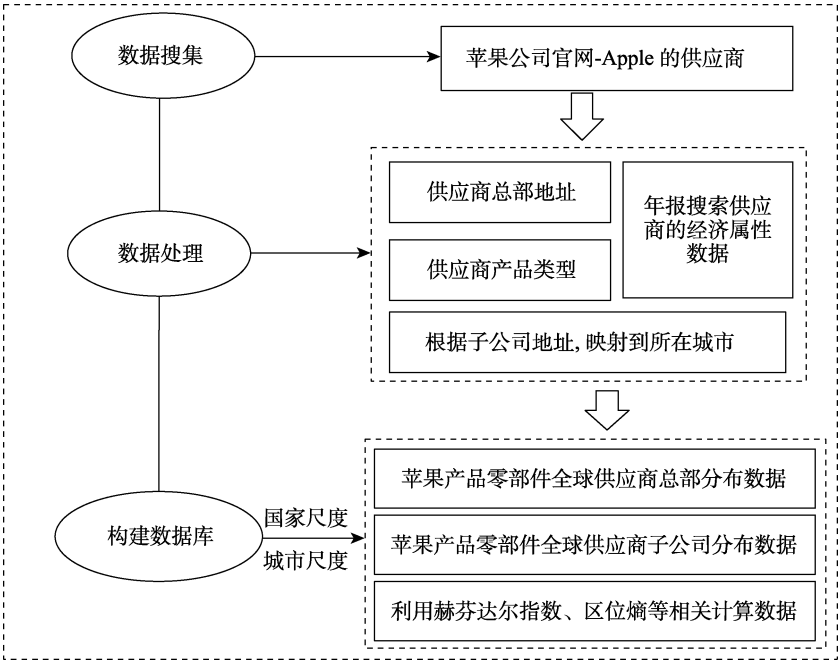 数据搜集
苹果公司官网-Apple 的供应商
供应商总部地址
年报搜索供应
商的经济属性
数据
数据处理
供应商产品类型
根据子公司地址, 映射到所在城市
苹果产品零部件全球供应商总部分布数据
构建数据库
国家尺度
城市尺度
苹果产品零部件全球供应商子公司分布数据
利用赫芬达尔指数、区位熵等相关计算数据